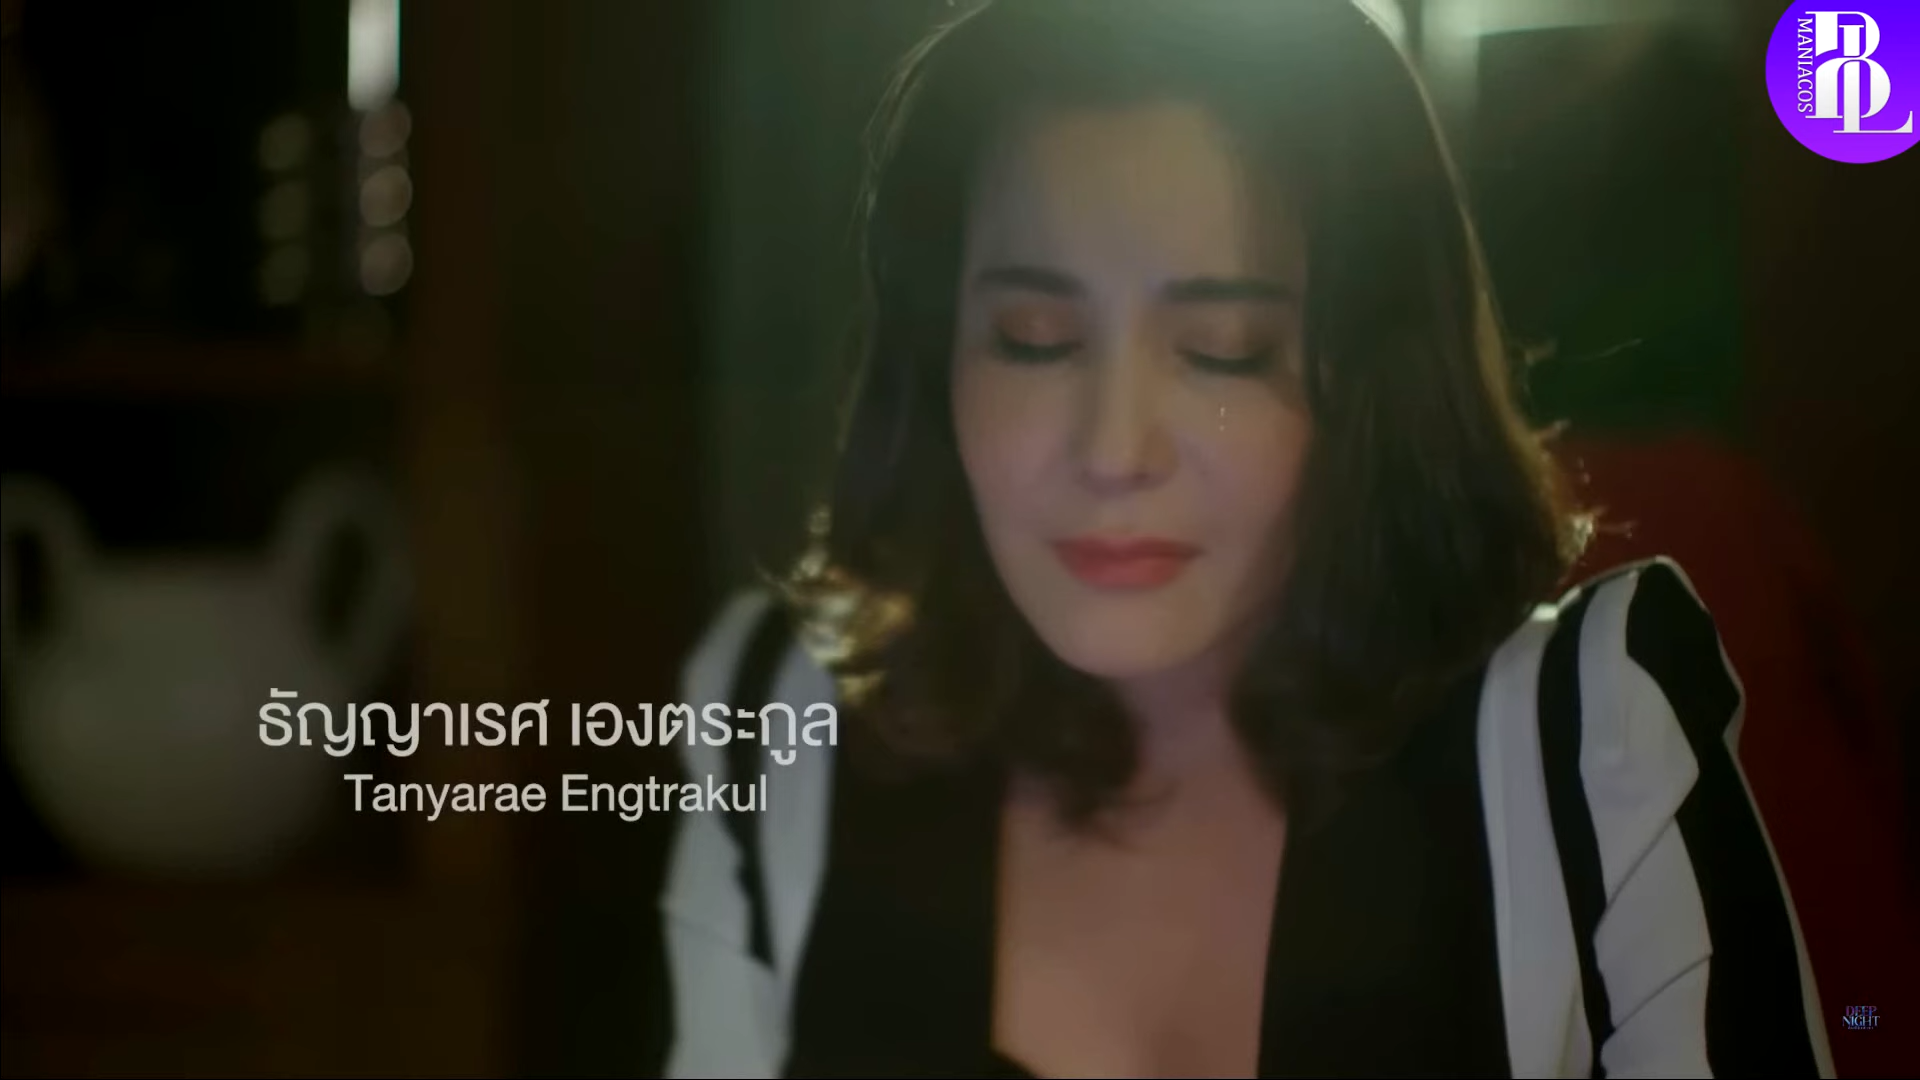 BL
MANIACOS
ธัญญาเรศ เองตระกูล
Tanyarae Engtrakul
DEEP
NIGHT